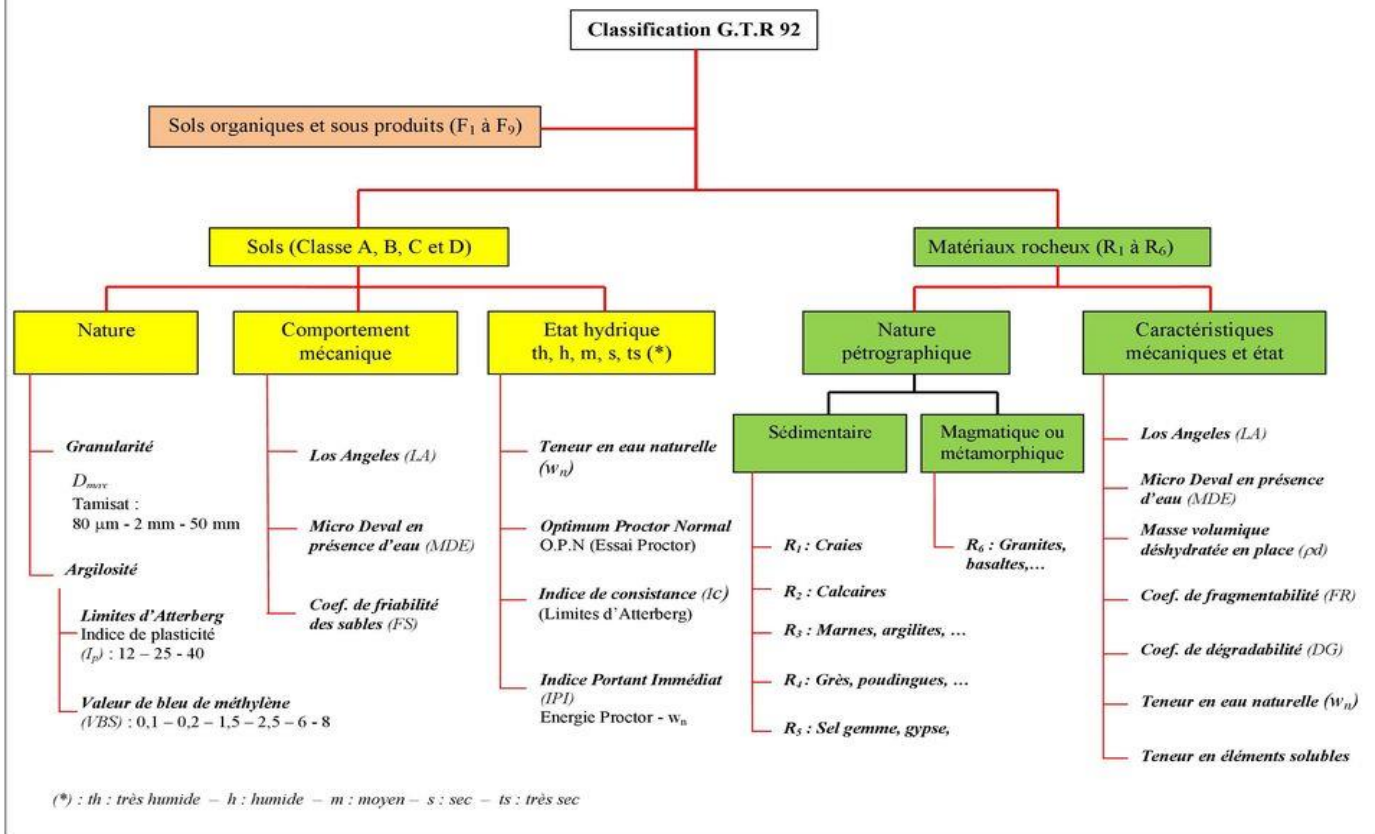 Classification G.T.R 92
Sols organiques et sous produits (F₁ à F₉)
Sols (Classe A, B, C et D)
Matériaux rocheux (R₁ à R₆)
Nature
Comportement
mécanique
Etat hydrique
th, h, m, s, ts (*)
Nature
pétrographique
Caractéristiques
mécaniques et état
Granularité
Dmax
Tamisat :
80 µm - 2 mm - 50 mm
Argilosité
Limites d’Atterberg
Indice de plasticité
(Iₚ) : 12 – 25 - 40
Valeur de bleu de méthylène
(VBS) : 0,1 – 0,2 – 1,5 – 2,5 – 6 - 8
Los Angeles (LA)
Micro Deval en
présence d’eau (MDE)
Coef. de friabilité
des sables (FS)
Teneur en eau naturelle
(wₙ)
Optimum Proctor Normal
O.P.N (Essai Proctor)
Indice de consistance (Ic)
(Limites d’Atterberg)
Indice Portant Immédiat
(IPI)
Energie Proctor - wₙ
Sédimentaire
Magmatique ou
métamorphique
R₁ : Craies
R₂ : Calcaires
R₃ : Marnes, argilites, …
R₄ : Grès, poudingues, …
R₅ : Sel gemme, gypse,
R₆ : Granites,
basaltes,…
Los Angeles (LA)
Micro Deval en présence
d’eau (MDE)
Masse volumique
déshydratée en place (ρd)
Coef. de fragmentabilité (FR)
Coef. de dégradabilité (DG)
Teneur en eau naturelle (wₙ)
Teneur en éléments solubles
(*) : th : très humide – h : humide – m : moyen – s : sec – ts : très sec